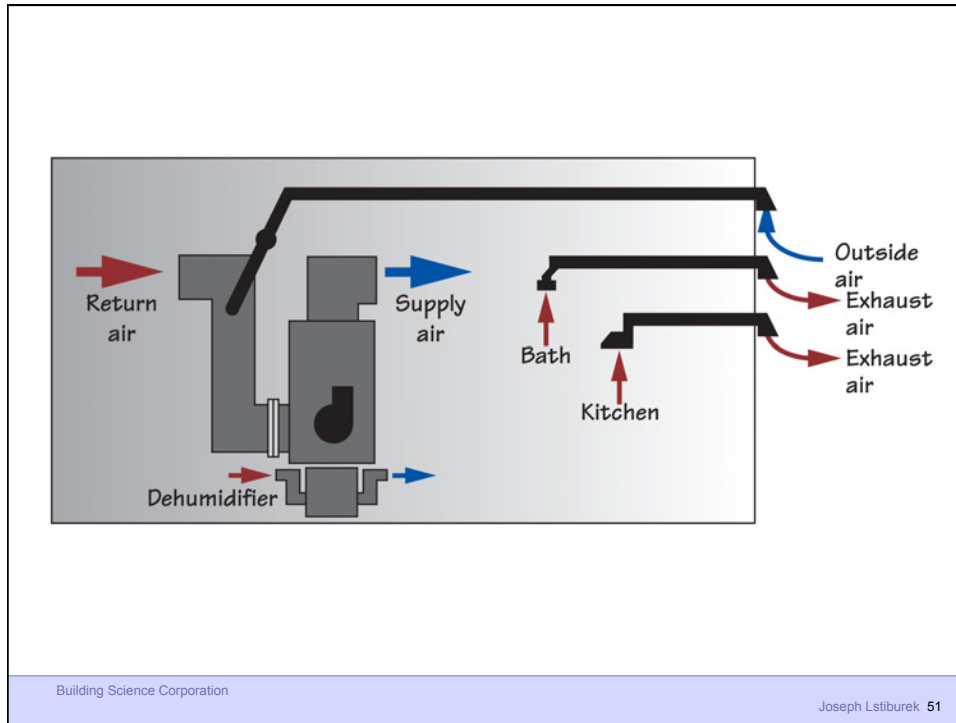 Return
air
Supply
air
Bath
Kitchen
Dehumidifier
Outside
air
Exhaust
air
Exhaust
air
Building Science Corporation
Joseph Lstiburek 51